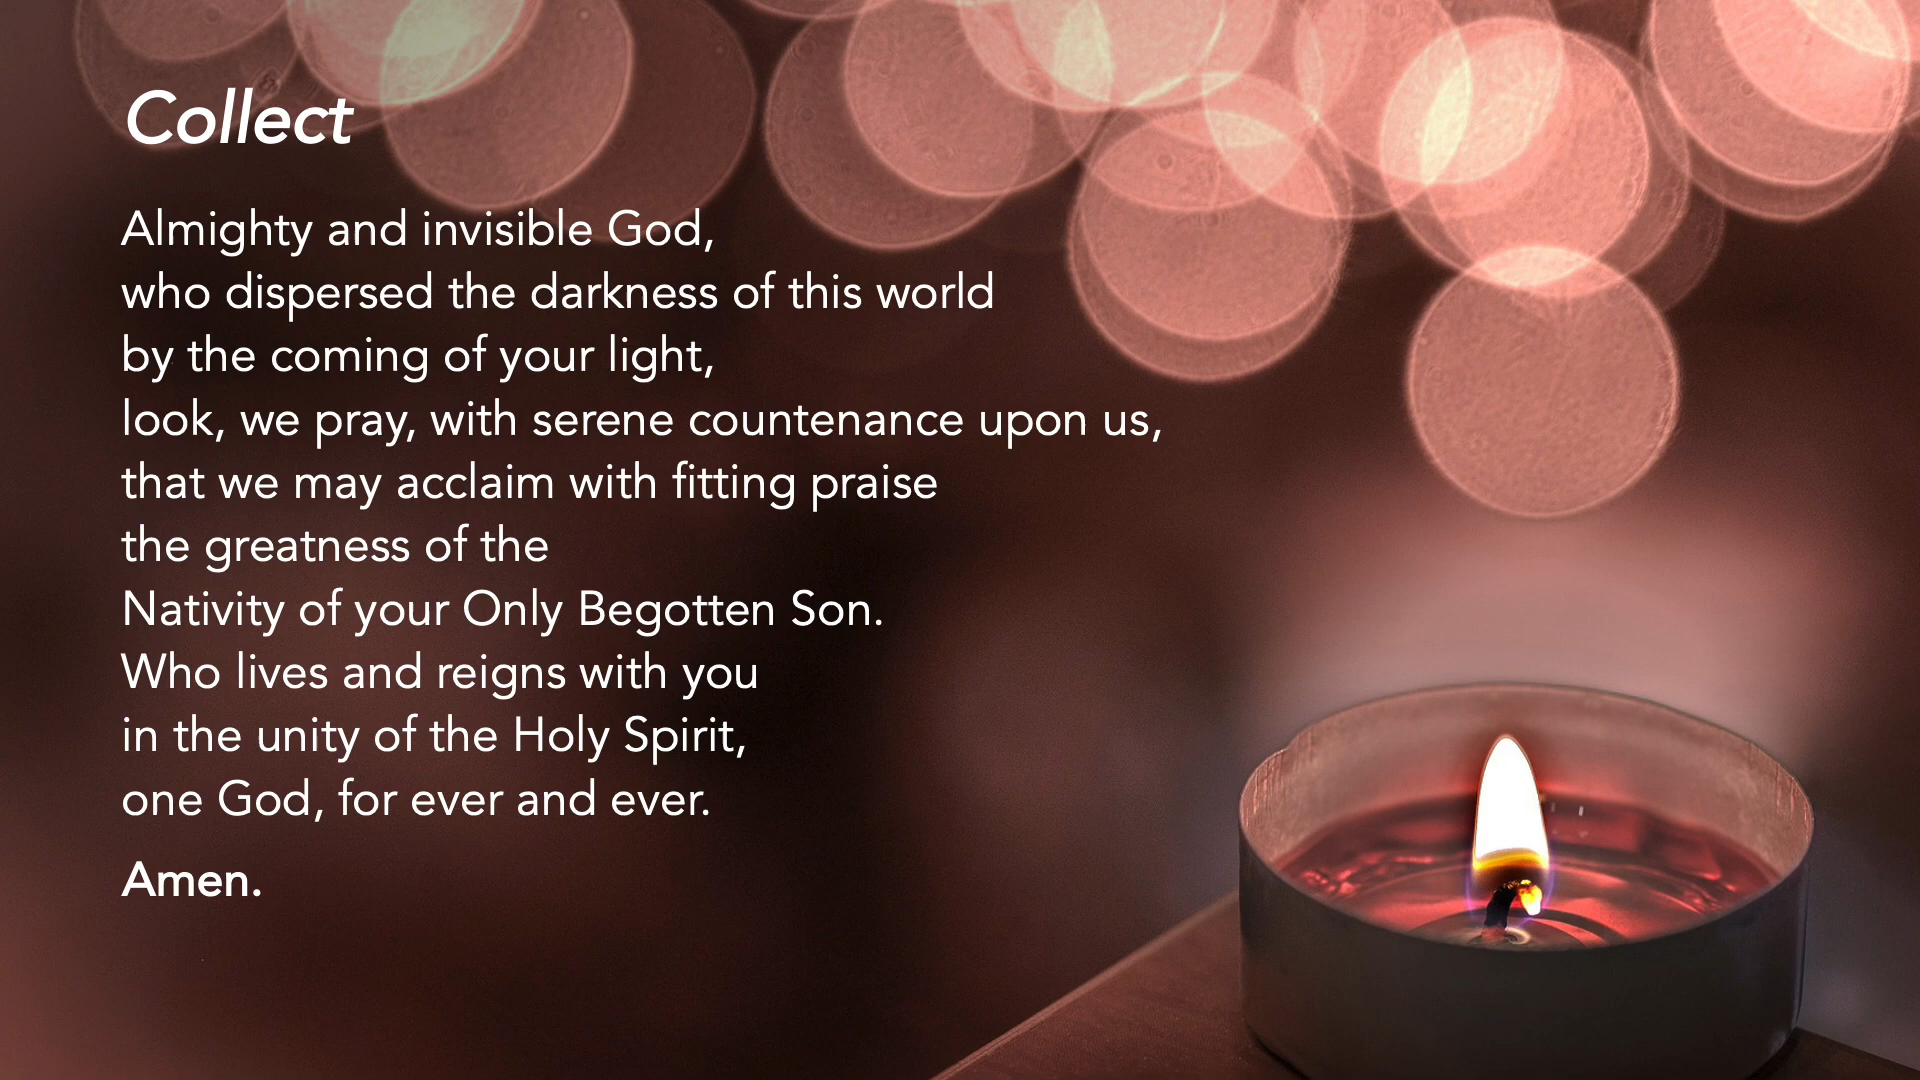 Collect
Almighty and invisible God,
who dispersed the darkness of this world
by the coming of your light,
look, we pray, with serene countenance upon us,
that we may acclaim with fitting praise
the greatness of the
Nativity of your Only Begotten Son.
Who lives and reigns with you
in the unity of the Holy Spirit,
one God, for ever and ever.
Amen.